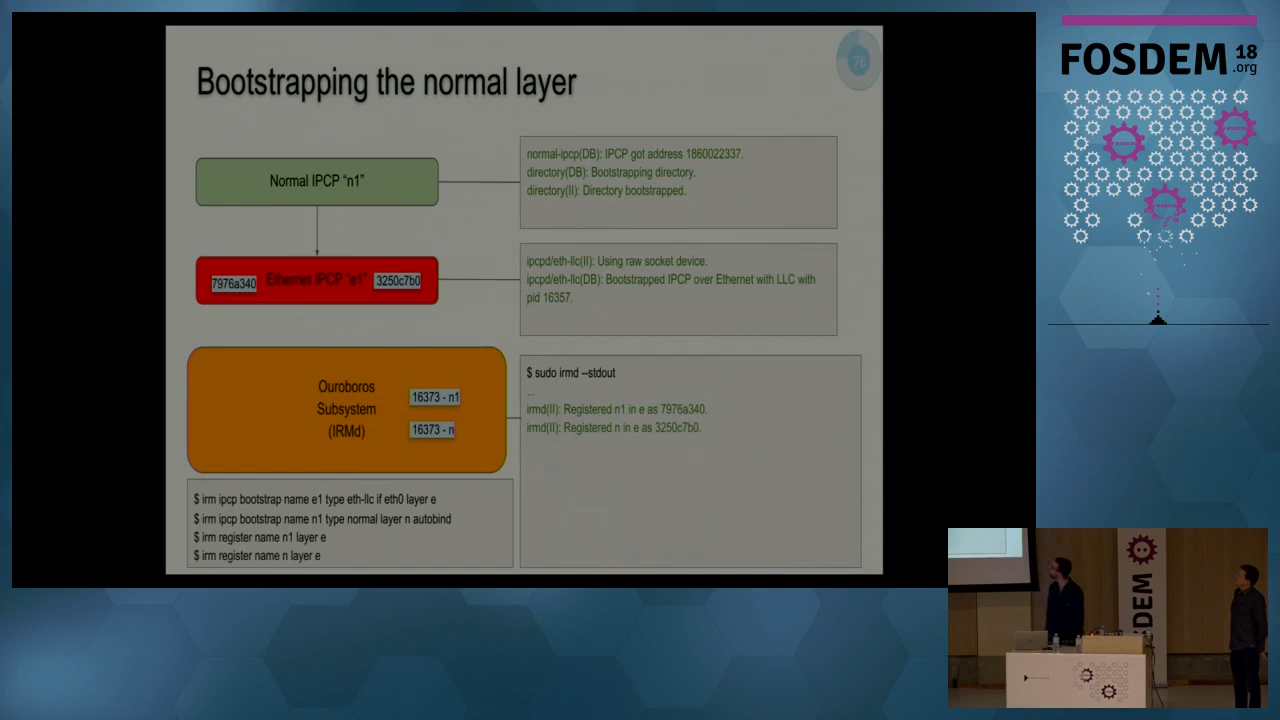 Bootstrapping the normal layer
76
Normal IPCP "n1"
normal-ipcp(DB): IPCP got address 1860022337.
directory(DB): Bootstrapping directory.
directory(II): Directory bootstrapped.
7976a340
Ethernet IPCP "e1"
3250c7b0
ipcpd/eth-llc(II): Using raw socket device.
ipcpd/eth-llc(DB): Bootstrapped IPCP over Ethernet with LLC with
pid 16357.
Ouroboros
Subsystem
(IRMd)
16373 - n1
16373 - n
$ sudo irmd --stdout
...
irmd(II): Registered n1 in e as 7976a340.
irmd(II): Registered n in e as 3250c7b0.
$ irm ipcp bootstrap name e1 type eth-llc if eth0 layer e
$ irm ipcp bootstrap name n1 type normal layer n autobind
$ irm register name n1 layer e
$ irm register name n layer e
FOSDEM 18
.org